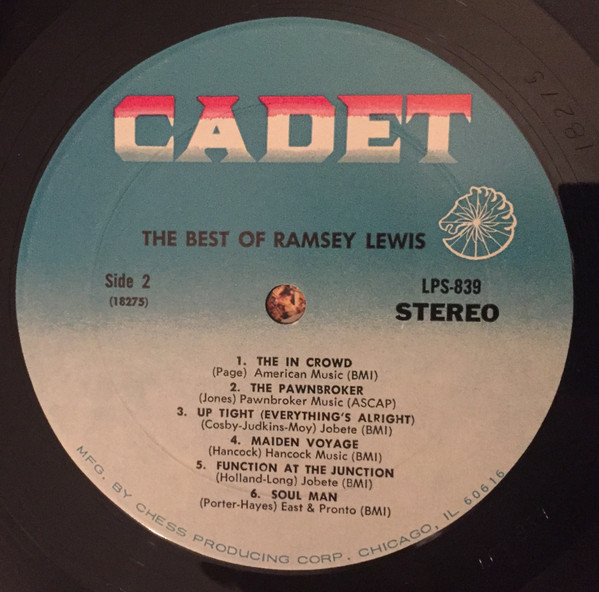 CADET
THE BEST OF RAMSEY LEWIS
Side 2
(18275)
LPS-839
STEREO
1. THE IN CROWD
(Page) American Music (BMI)
2. THE PAWNBROKER
(Jones) Pawnbroker Music (ASCAP)
3. UP TIGHT (EVERYTHING'S ALRIGHT)
(Cosby-Judkins-Moy) Jobete (BMI)
4. MAIDEN VOYAGE
(Hancock) Hancock Music (BMI)
5. FUNCTION AT THE JUNCTION
(Holland-Long) Jobete (BMI)
6. SOUL MAN
(Porter-Hayes) East & Pronto (BMI)
MFG. BY CHESS PRODUCING CORP. CHICAGO, IL 60616
18275